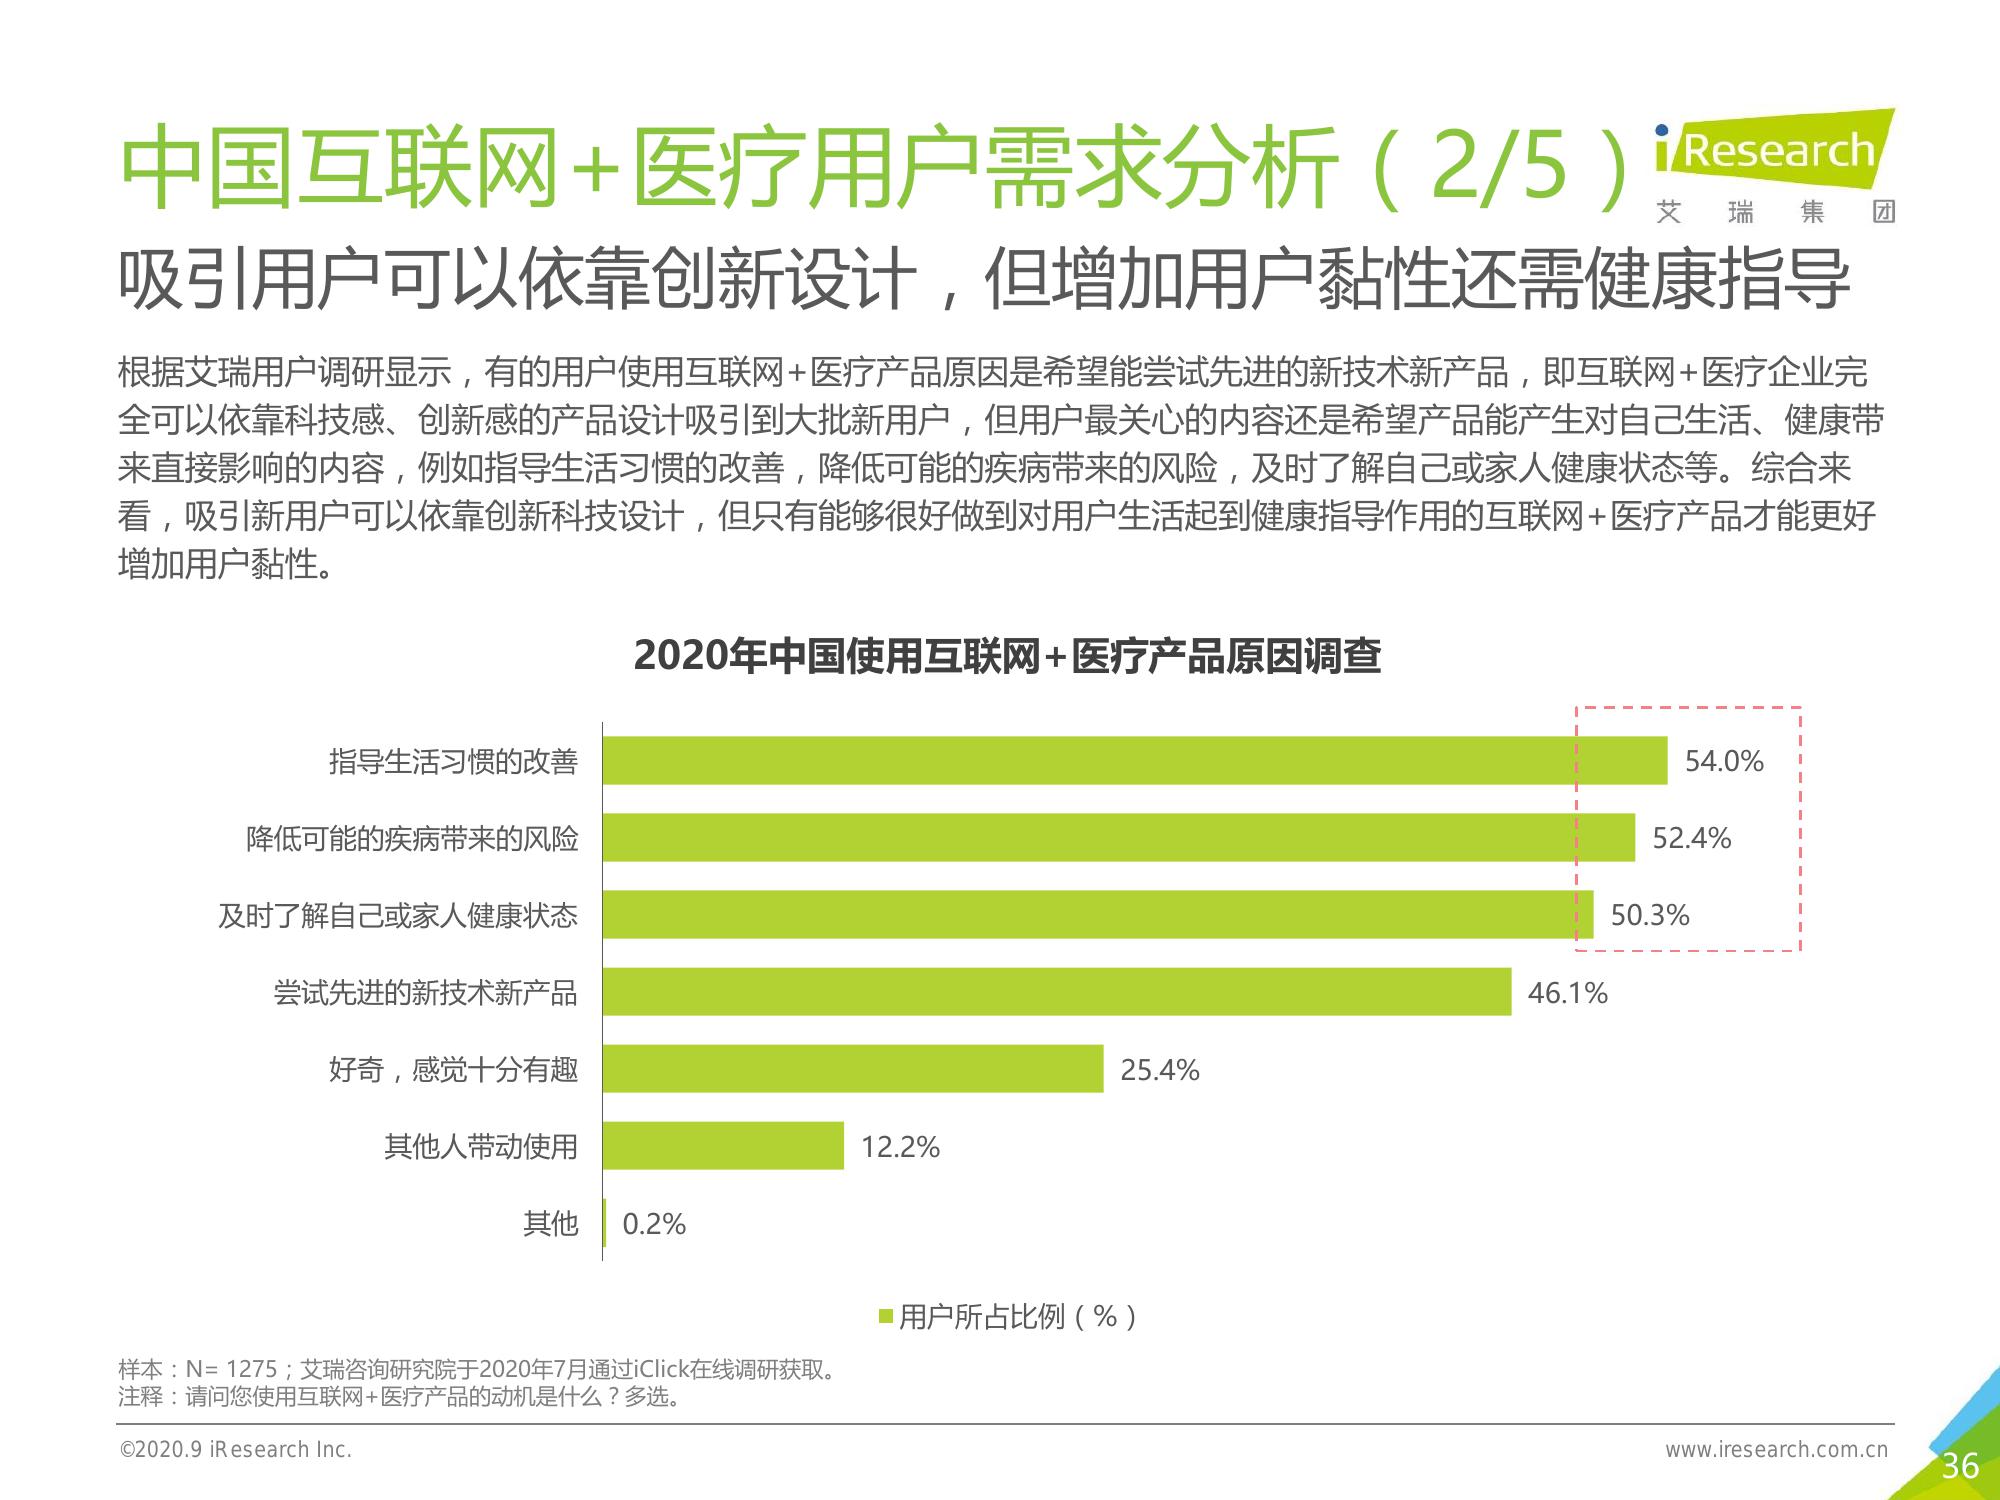 中国互联网+医疗用户需求分析（2/5）
iResearch
艾瑞集团
吸引用户可以依靠创新设计，但增加用户黏性还需健康指导
根据艾瑞用户调研显示，有的用户使用互联网+医疗产品原因是希望能尝试先进的新技术新产品，即互联网+医疗企业完
全可以依靠科技感、创新感的产品设计吸引到大批新用户，但用户最关心的内容还是希望产品能产生对自己生活、健康带
来直接影响的内容，例如指导生活习惯的改善，降低可能的疾病带来的风险，及时了解自己或家人健康状态等。综合来
看，吸引新用户可以依靠创新科技设计，但只有能够很好做到对用户生活起到健康指导作用的互联网+医疗产品才能更好
增加用户黏性。
2020年中国使用互联网+医疗产品原因调查
指导生活习惯的改善 54.0%
降低可能的疾病带来的风险 52.4%
及时了解自己或家人健康状态 50.3%
尝试先进的新技术新产品 46.1%
好奇，感觉十分有趣 25.4%
其他人带动使用 12.2%
其他 0.2%
用户所占比例（%）
样本：N= 1275；艾瑞咨询研究院于2020年7月通过iClick在线调研获取。
注释：请问您使用互联网+医疗产品的动机是什么？多选。
©2020.9 iResearch Inc.
www.iresearch.com.cn
36